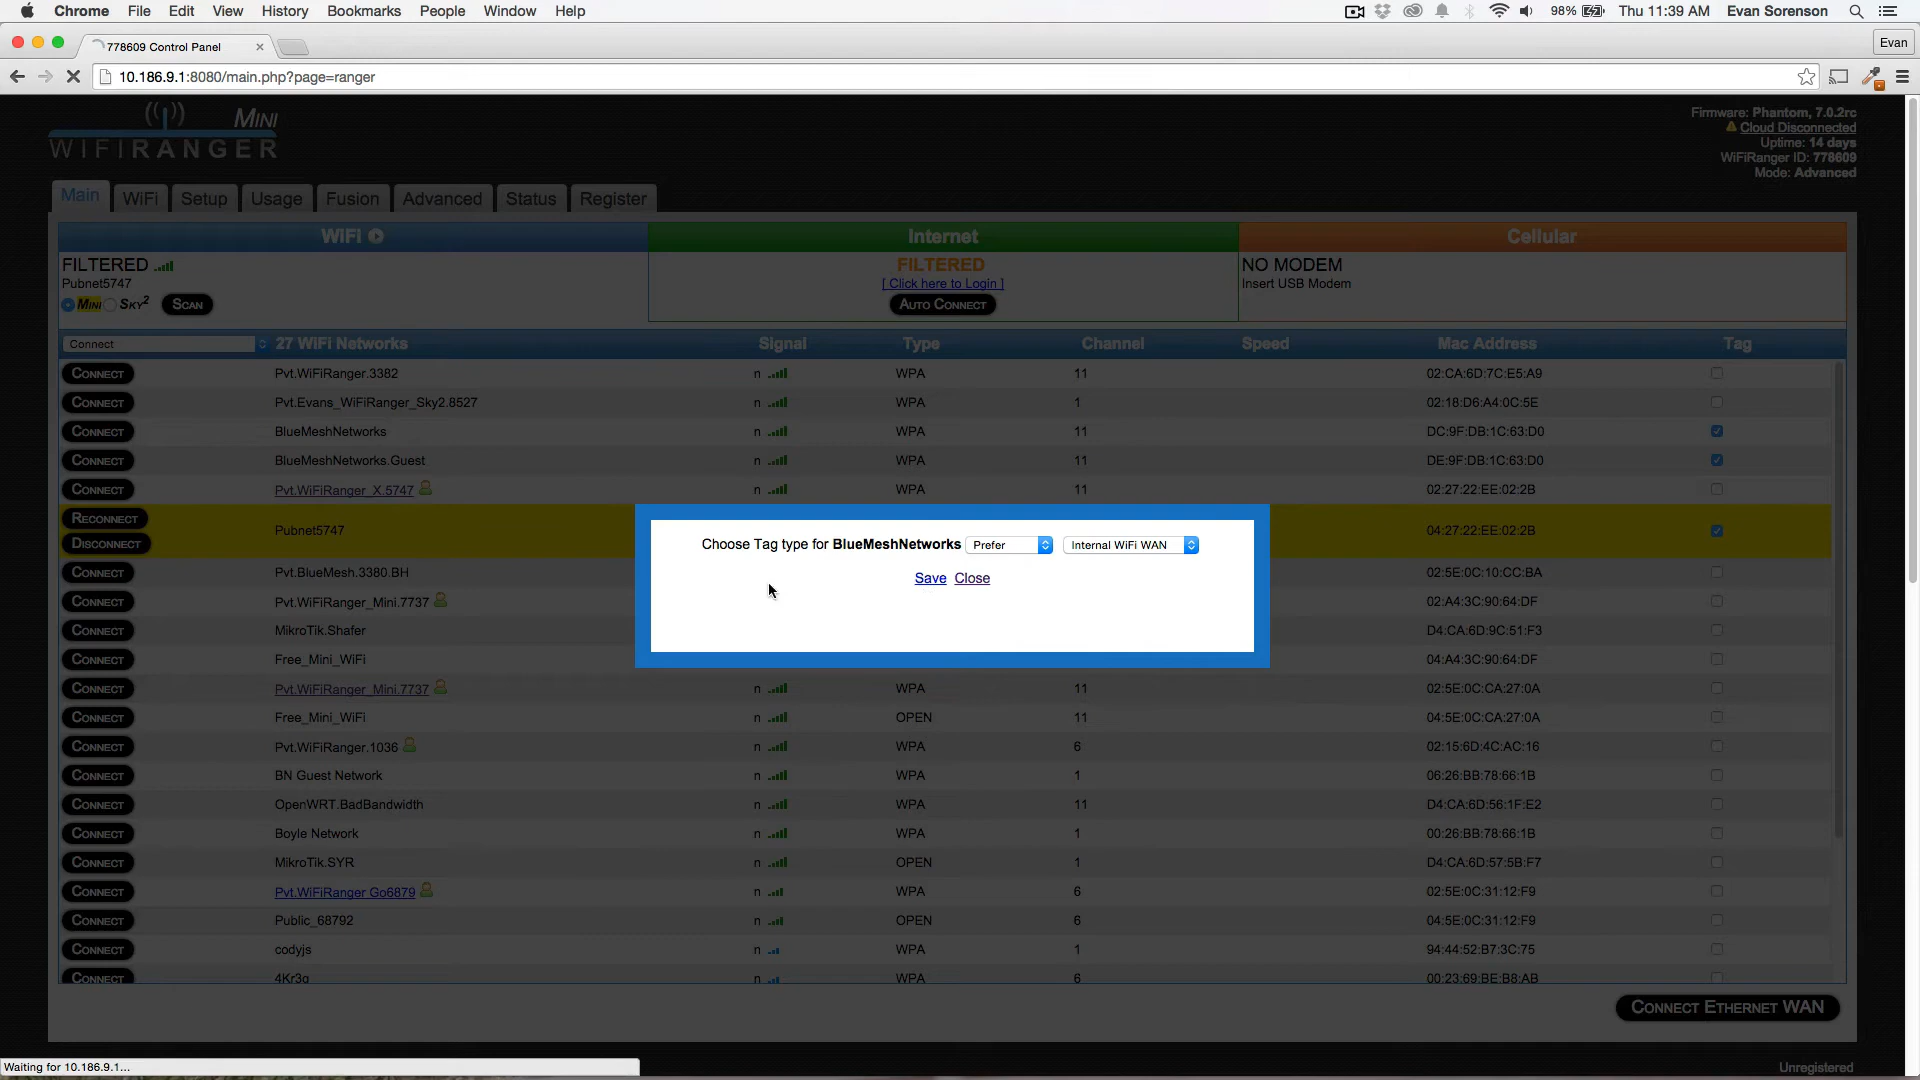 Chrome File Edit View History Bookmarks People Window Help 98% Thu 11:39 AM Evan Sorenson
778609 Control Panel Evan
10.186.9.1:8080/main.php?page=ranger
MINI
WIFIRANGER
Firmware: Phantom, 7.0.2rc
Cloud Disconnected
Uptime: 14 days
WiFiRanger ID: 778609
Mode: Advanced
Main WiFi Setup Usage Fusion Advanced Status Register
WiFi Internet Cellular
FILTERED FILTERED NO MODEM
Pubnet5747 [ Click here to Login ] Insert USB Modem
MINI SKY2 SCAN AUTO CONNECT
Connect 27 WiFi Networks Signal Type Channel Speed Mac Address Tag
CONNECT Pvt.WiFiRanger.3382 n WPA 11 02:CA:6D:7C:E5:A9
CONNECT Pvt.Evans_WiFiRanger_Sky2.8527 n WPA 1 02:18:D6:A4:0C:5E
CONNECT BlueMeshNetworks n WPA 11 DC:9F:DB:1C:63:D0
CONNECT BlueMeshNetworks.Guest n WPA 11 DE:9F:DB:1C:63:D0
CONNECT Pvt.WiFiRanger_X.5747 n WPA 11 02:27:22:EE:02:2B
RECONNECT
Pubnet5747 04:27:22:EE:02:2B
DISCONNECT
Choose Tag type for BlueMeshNetworks Prefer Internal WiFi WAN
Save Close
CONNECT Pvt.BlueMesh.3380.BH 02:5E:0C:10:CC:BA
CONNECT Pvt.WiFiRanger_Mini.7737 02:A4:3C:90:64:DF
CONNECT MikroTik.Shafer D4:CA:6D:9C:51:F3
CONNECT Free_Mini_WiFi 04:A4:3C:90:64:DF
CONNECT Pvt.WiFiRanger_Mini.7737 n WPA 11 02:5E:0C:CA:27:0A
CONNECT Free_Mini_WiFi n OPEN 11 04:5E:0C:CA:27:0A
CONNECT Pvt.WiFiRanger.1036 n WPA 6 02:15:6D:4C:AC:16
CONNECT BN Guest Network n WPA 1 06:26:BB:78:66:1B
CONNECT OpenWRT.BadBandwidth n WPA 11 D4:CA:6D:56:1F:E2
CONNECT Boyle Network n WPA 1 00:26:BB:78:66:1B
CONNECT MikroTik.SYR n OPEN 1 D4:CA:6D:57:5B:F7
CONNECT Pvt.WiFiRanger Go6879 n WPA 6 02:5E:0C:31:12:F9
CONNECT Public_68792 n OPEN 6 04:5E:0C:31:12:F9
CONNECT codyjs n WPA 1 94:44:52:B7:3C:75
CONNECT 4Kr3g n WPA 6 00:23:69:BE:B8:AB
CONNECT ETHERNET WAN
Waiting for 10.186.9.1... Unregistered